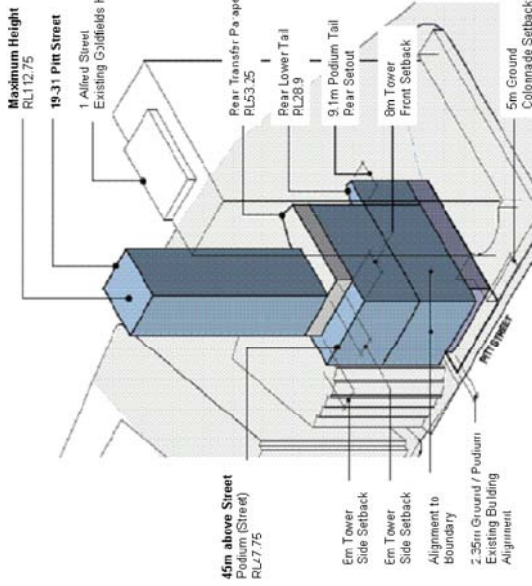 Maximum Height
RL112.75
19-31 Pitt Street
1 Alfred Street
Existing Goldfields H
Rear Transfer Parape
RL53.25
Rear Lower Tail
RL28.9
9.1m Podium Tail
Rear Setout
8m Tower
Front Setback
5m Ground
Colonnade Setback
PITT STREET
45m above Street
Podium (Street)
RL47.75
Tower
Side Setback
Tower
Side Setback
Alignment to
Boundary
2.35m Ground / Podium
Existing Building
Alignment